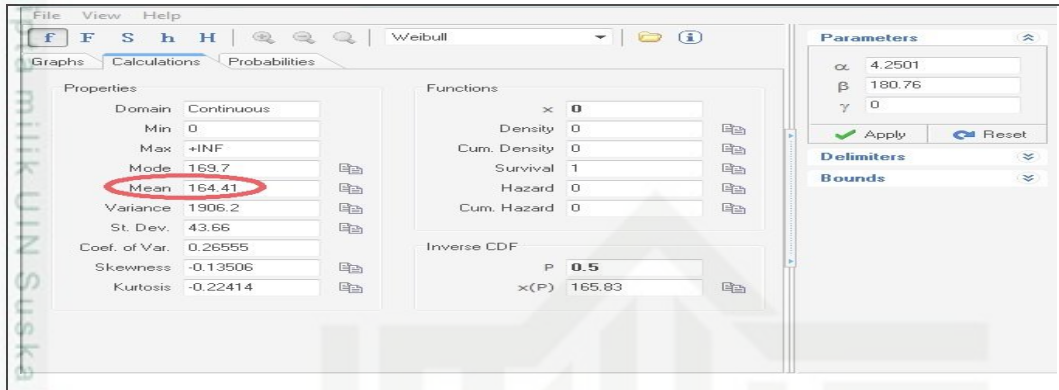 File View Help
f F S h H Weibull
Graphs Calculations Probabilities
Properties
Domain Continuous
Min 0
Max +INF
Mode 169.7
Mean 164.41
Variance 1906.2
St. Dev. 43.66
Coef. of Var. 0.26555
Skewness -0.13506
Kurtosis -0.22414
Functions
x 0
Density 0
Cum. Density 0
Survival 1
Hazard 0
Cum. Hazard 0
Inverse CDF
P 0.5
x(P) 165.83
Parameters
α 4.2501
β 180.76
γ 0
Apply Reset
Delimiters
Bounds
milik UIN Suska